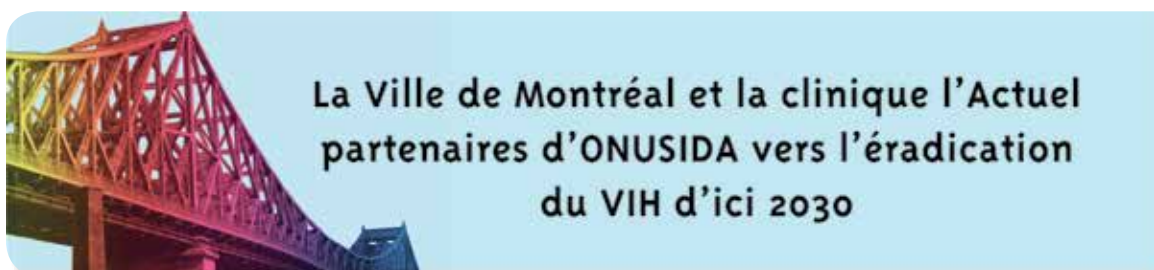 La Ville de Montréal et la clinique l'Actuel
partenaires d'ONUSIDA vers l'éradication
du VIH d'ici 2030